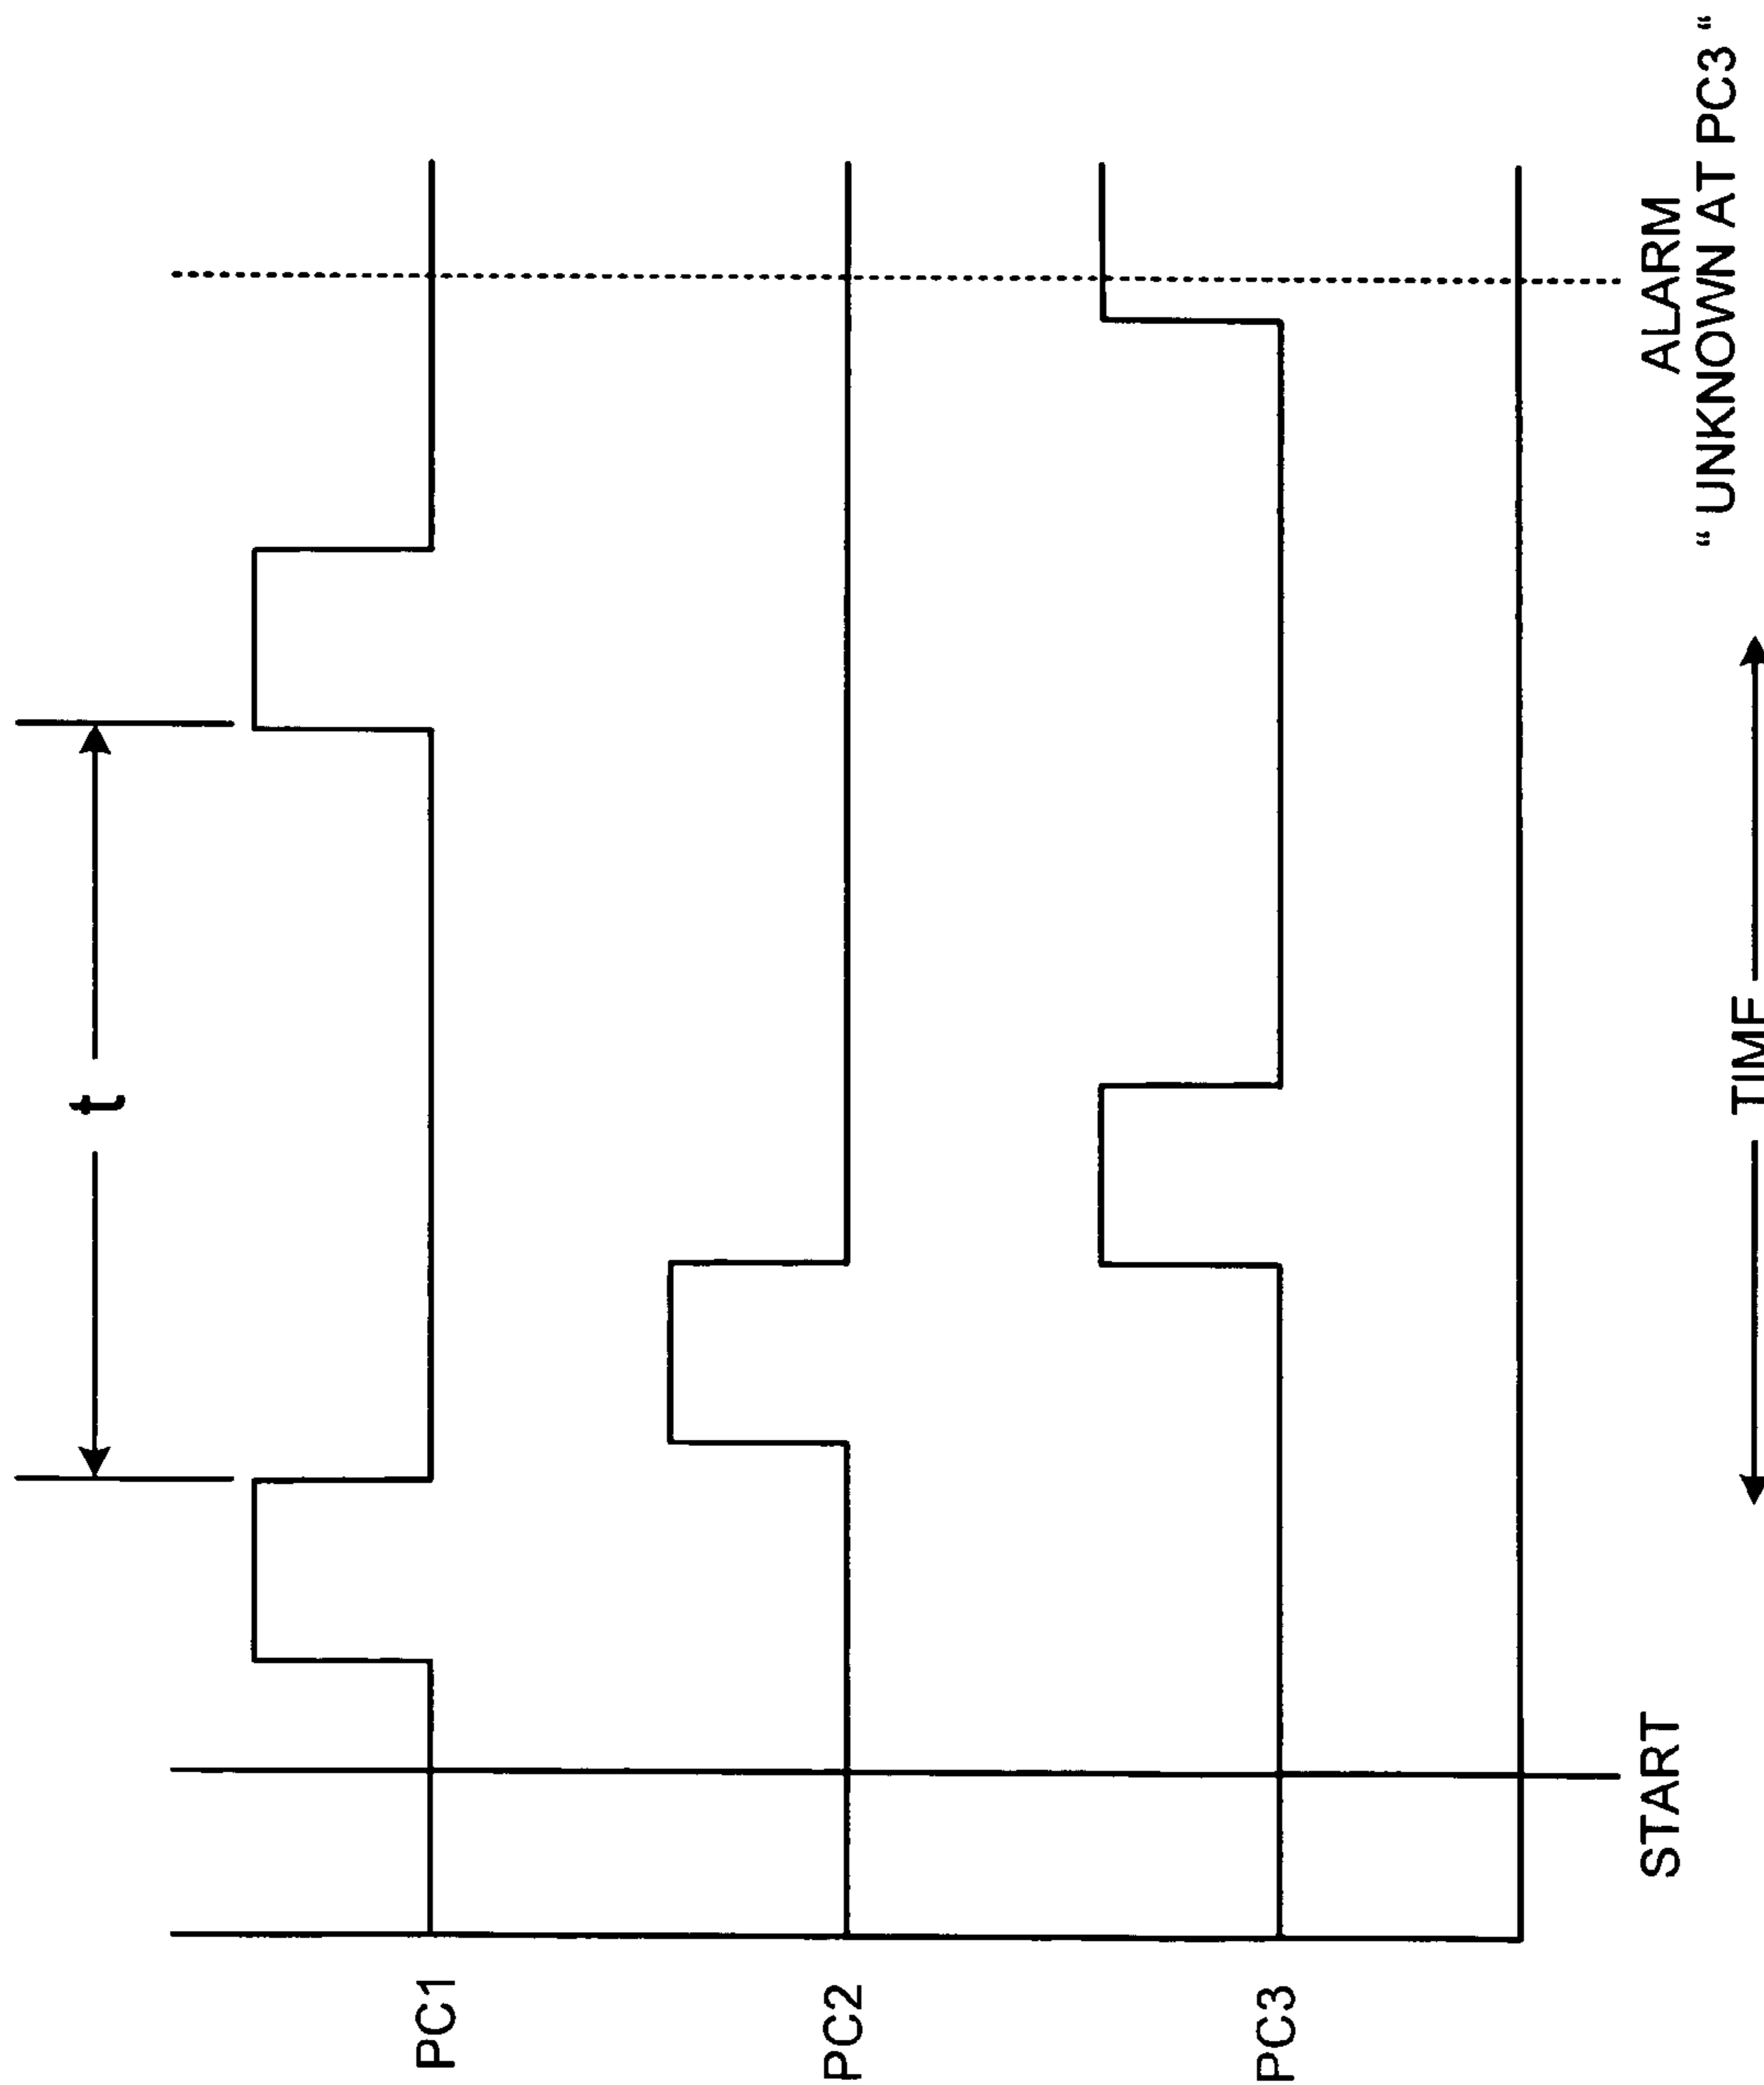 t
PC1
PC2
PC3
START
ALARM
“ UNKNOWN AT PC3 “
TIME